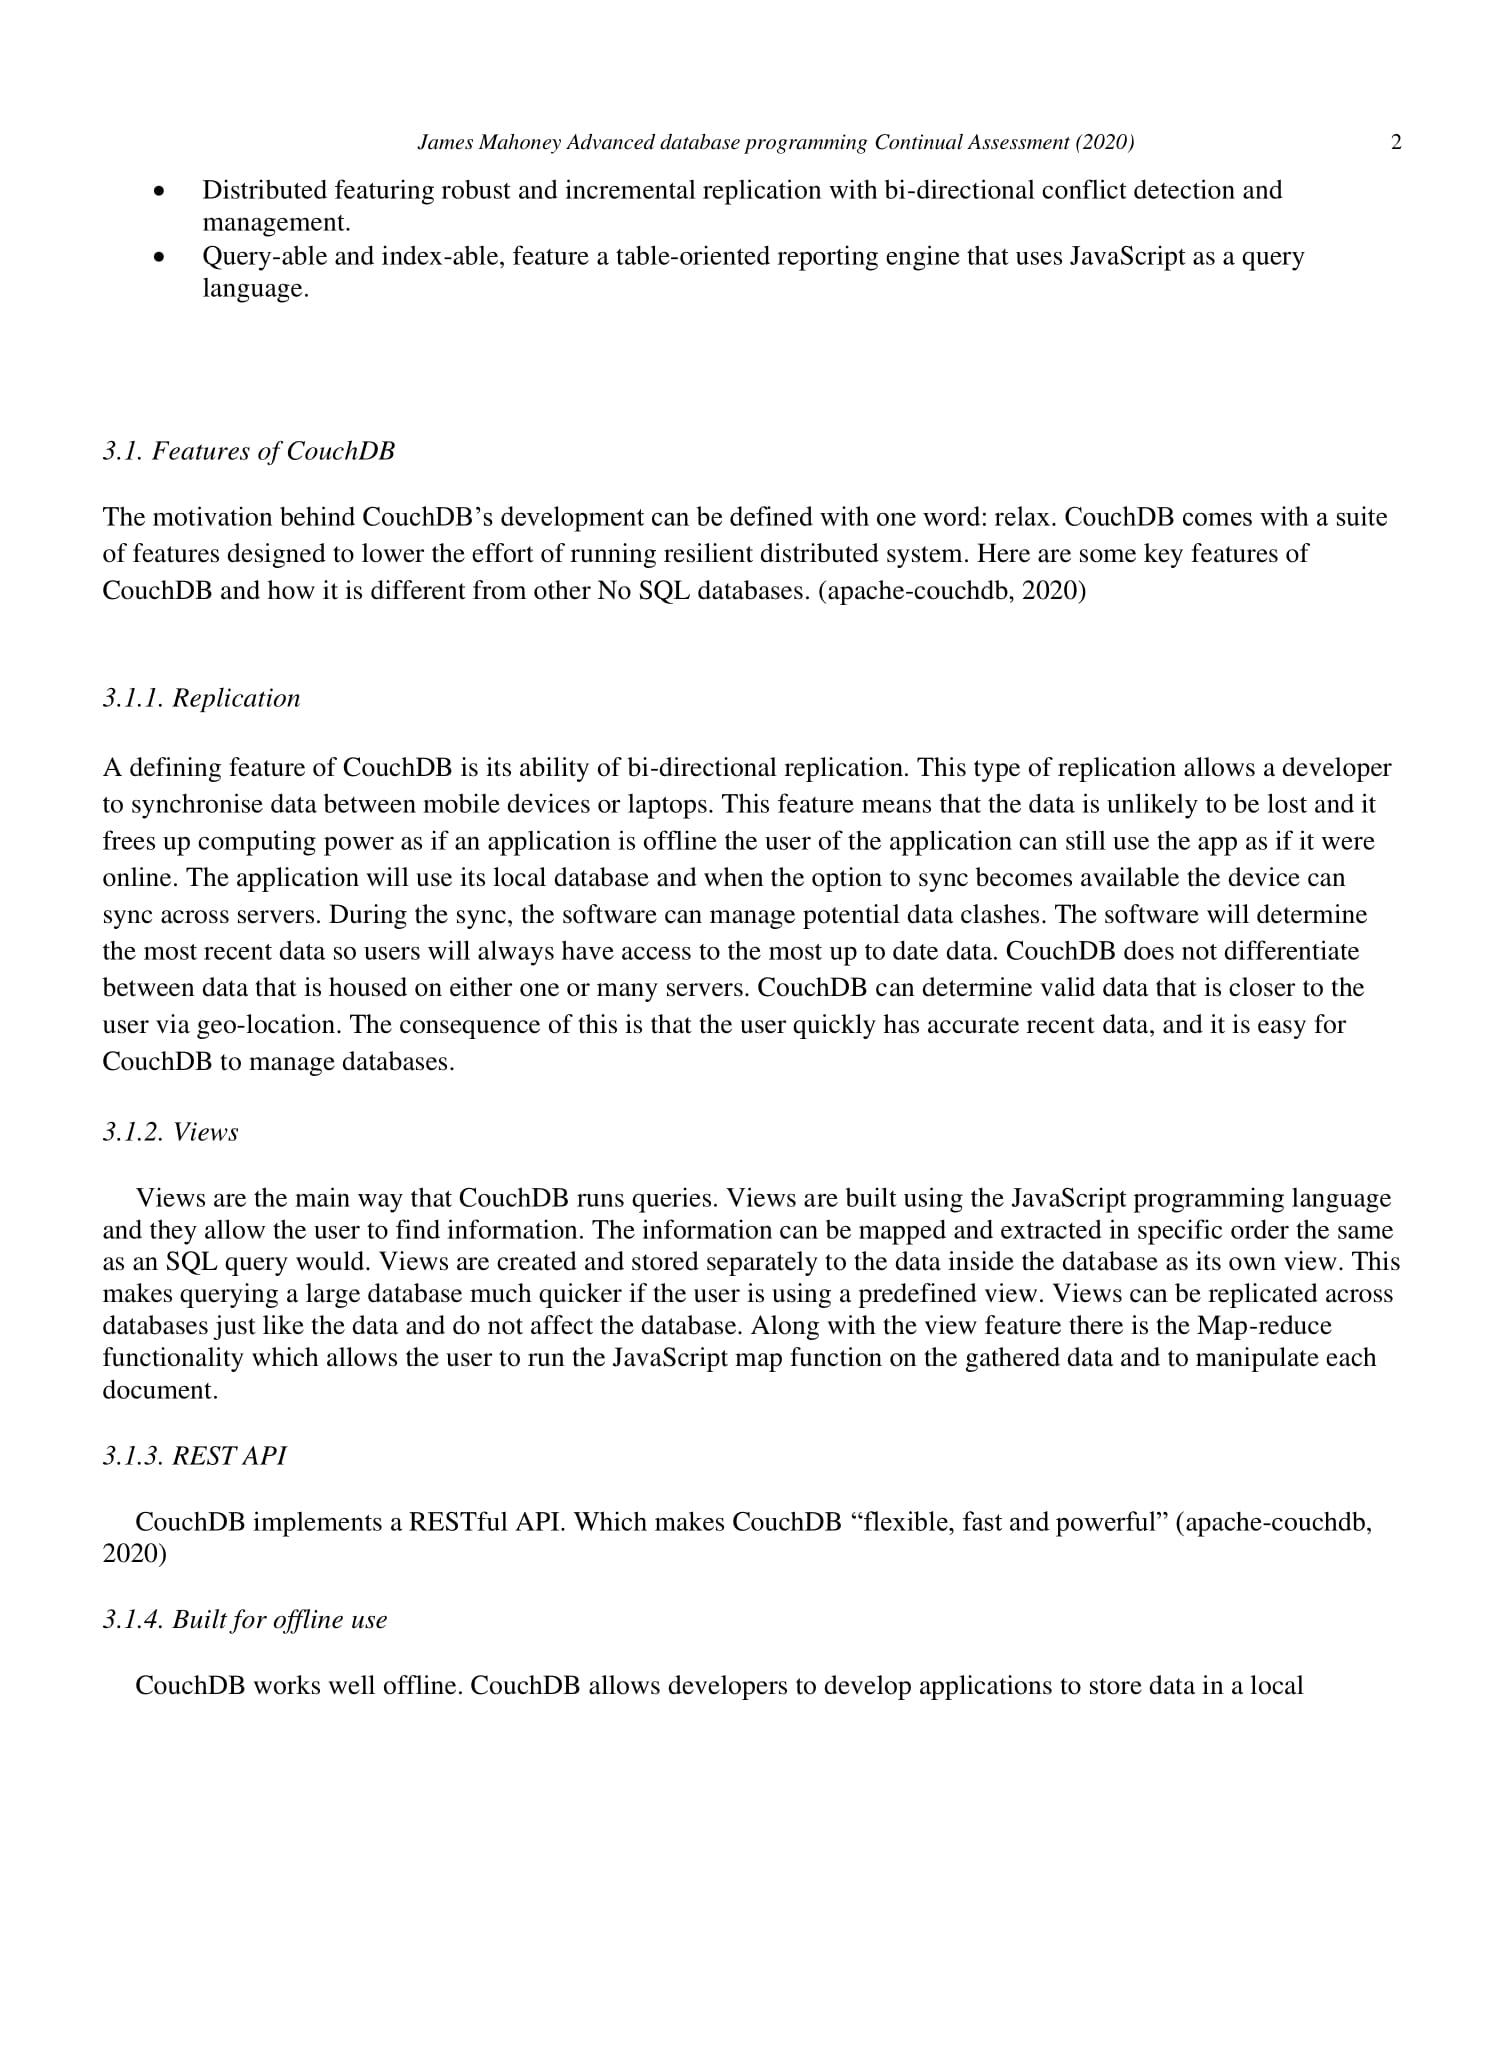 James Mahoney Advanced database programming Continual Assessment (2020) 2
• Distributed featuring robust and incremental replication with bi-directional conflict detection and
management.
• Query-able and index-able, feature a table-oriented reporting engine that uses JavaScript as a query
language.
3.1. Features of CouchDB
The motivation behind CouchDB’s development can be defined with one word: relax. CouchDB comes with a suite
of features designed to lower the effort of running resilient distributed system. Here are some key features of
CouchDB and how it is different from other No SQL databases. (apache-couchdb, 2020)
3.1.1. Replication
A defining feature of CouchDB is its ability of bi-directional replication. This type of replication allows a developer
to synchronise data between mobile devices or laptops. This feature means that the data is unlikely to be lost and it
frees up computing power as if an application is offline the user of the application can still use the app as if it were
online. The application will use its local database and when the option to sync becomes available the device can
sync across servers. During the sync, the software can manage potential data clashes. The software will determine
the most recent data so users will always have access to the most up to date data. CouchDB does not differentiate
between data that is housed on either one or many servers. CouchDB can determine valid data that is closer to the
user via geo-location. The consequence of this is that the user quickly has accurate recent data, and it is easy for
CouchDB to manage databases.
3.1.2. Views
Views are the main way that CouchDB runs queries. Views are built using the JavaScript programming language
and they allow the user to find information. The information can be mapped and extracted in specific order the same
as an SQL query would. Views are created and stored separately to the data inside the database as its own view. This
makes querying a large database much quicker if the user is using a predefined view. Views can be replicated across
databases just like the data and do not affect the database. Along with the view feature there is the Map-reduce
functionality which allows the user to run the JavaScript map function on the gathered data and to manipulate each
document.
3.1.3. REST API
CouchDB implements a RESTful API. Which makes CouchDB “flexible, fast and powerful” (apache-couchdb,
2020)
3.1.4. Built for offline use
CouchDB works well offline. CouchDB allows developers to develop applications to store data in a local